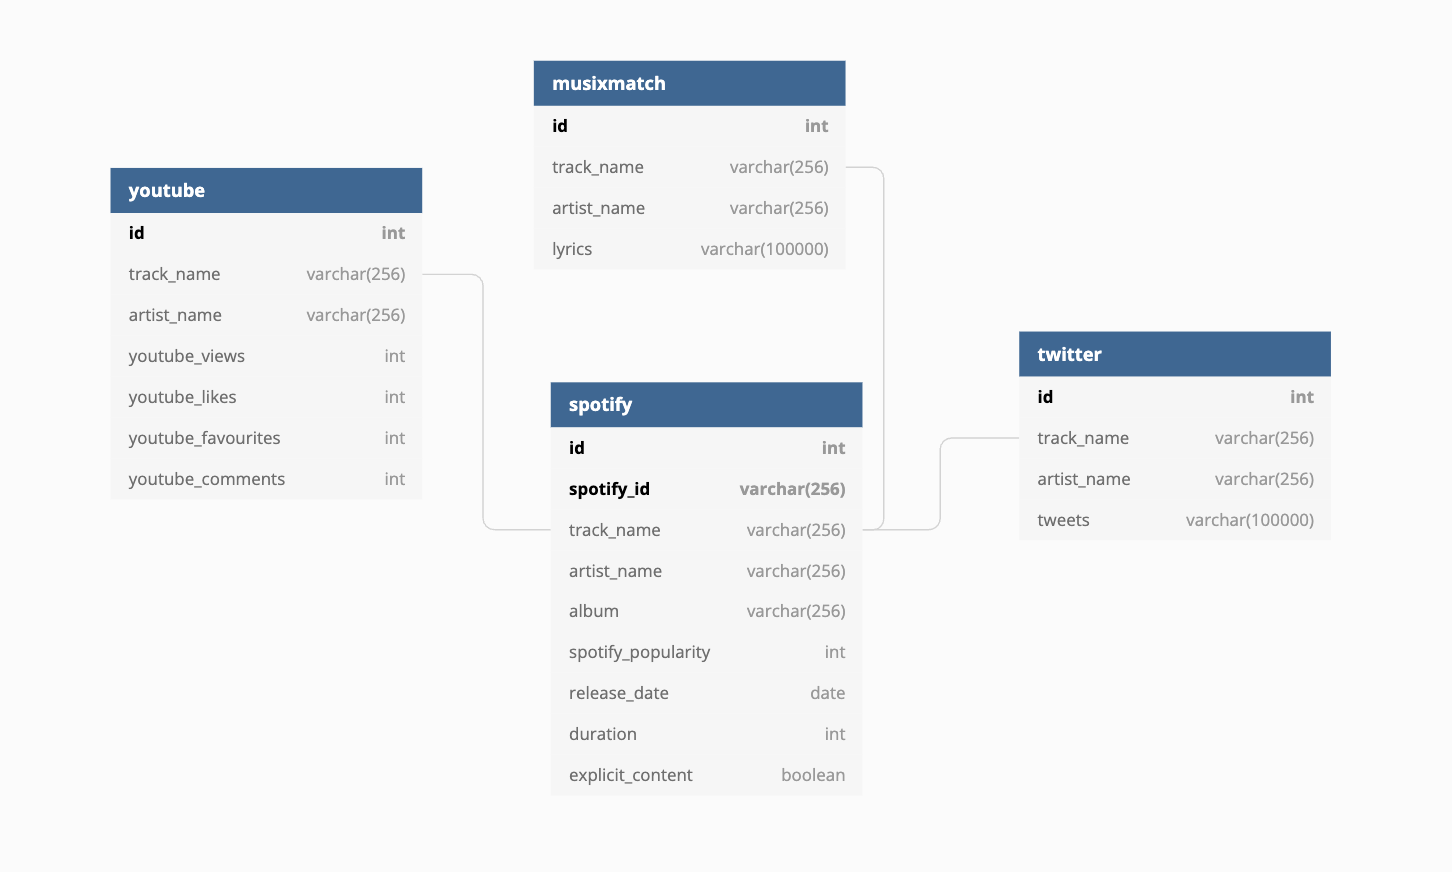 musixmatch
id int
track_name varchar(256)
artist_name varchar(256)
lyrics varchar(100000)
youtube
id int
track_name varchar(256)
artist_name varchar(256)
youtube_views int
youtube_likes int
youtube_favourites int
youtube_comments int
spotify
id int
spotify_id varchar(256)
track_name varchar(256)
artist_name varchar(256)
album varchar(256)
spotify_popularity int
release_date date
duration int
explicit_content boolean
twitter
id int
track_name varchar(256)
artist_name varchar(256)
tweets varchar(100000)